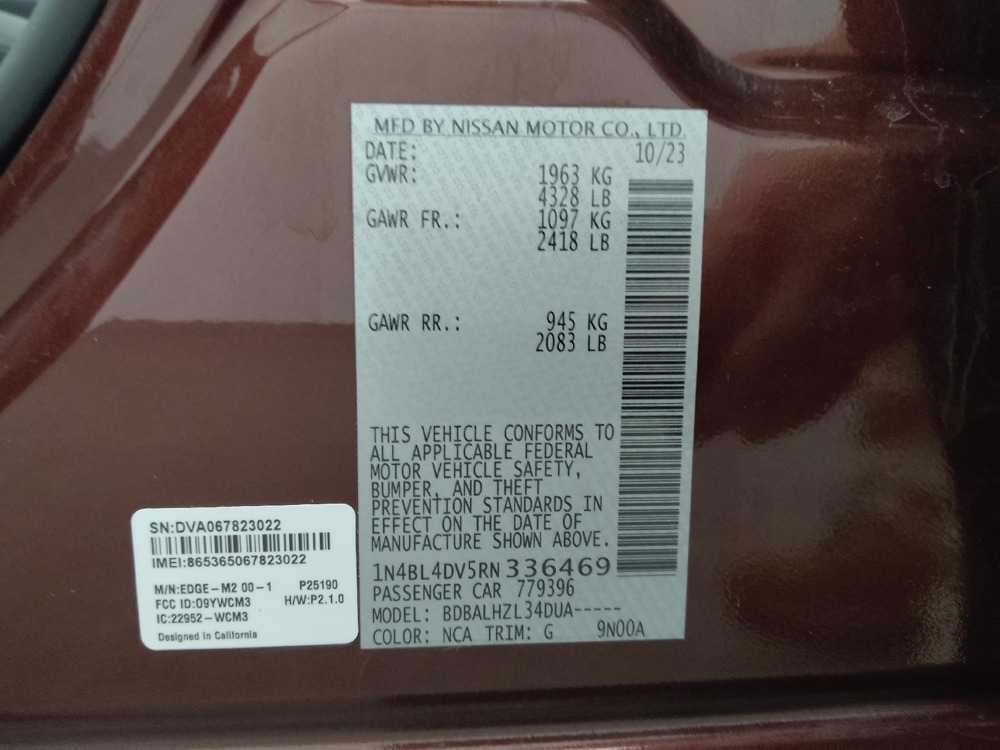 MFD BY NISSAN MOTOR CO., LTD.
DATE: 10/23
GVWR: 1963 KG
4328 LB
GAWR FR.: 1097 KG
2418 LB
GAWR RR.: 945 KG
2083 LB
THIS VEHICLE CONFORMS TO
ALL APPLICABLE FEDERAL
MOTOR VEHICLE SAFETY,
BUMPER, AND THEFT
PREVENTION STANDARDS IN
EFFECT ON THE DATE OF
MANUFACTURE SHOWN ABOVE.
1N4BL4DV5RN336469
PASSENGER CAR 779396
MODEL: BDBALHZL34DUA-----
COLOR: NCA TRIM: G 9N00A
SN:DVA067823022
IMEI:865365067823022
M/N:EDGE-M2 00-1 P25190
FCC ID:O9YWCM3 H/W:P2.1.0
IC:22952-WCM3
Designed in California